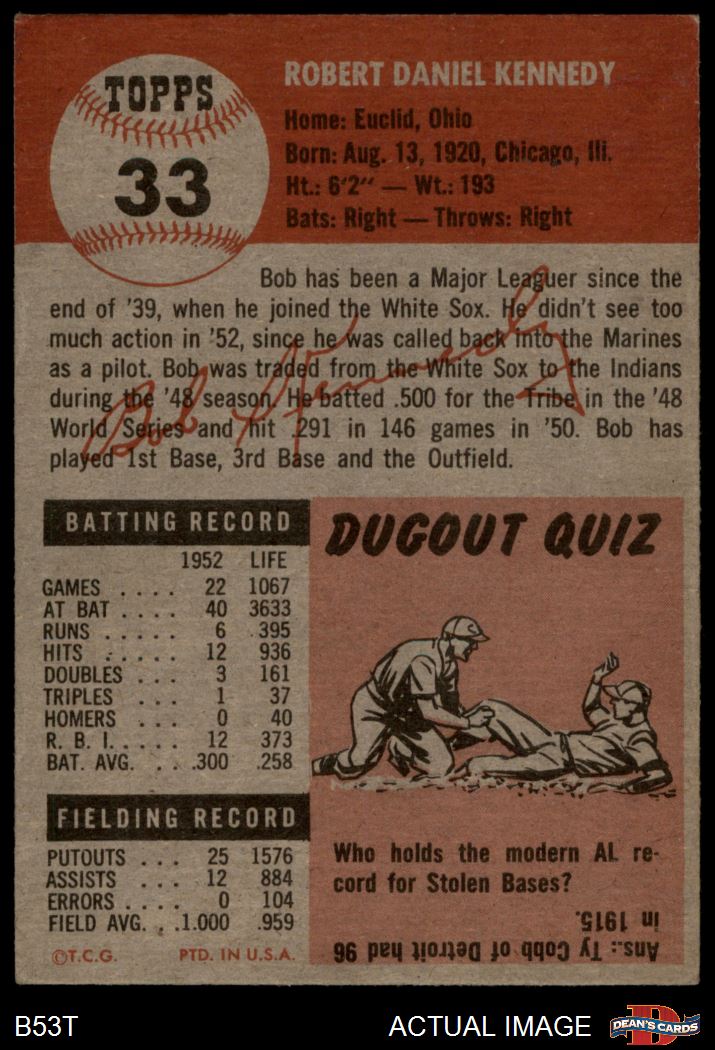 TOPPS
33
ROBERT DANIEL KENNEDY
Home: Euclid, Ohio
Born: Aug. 13, 1920, Chicago, Ill.
Ht.: 6'2" — Wt.: 193
Bats: Right — Throws: Right
Bob has been a Major Leaguer since the
end of '39, when he joined the White Sox. He didn't see too
much action in '52, since he was called back into the Marines
as a pilot. Bob was traded from the White Sox to the Indians
during the '48 season. He batted .500 for the Tribe in the '48
World Series and hit .291 in 146 games in '50. Bob has
played 1st Base, 3rd Base and the Outfield.
Bob Kennedy
BATTING RECORD
1952 LIFE
GAMES . . . . 22 1067
AT BAT . . . . 40 3633
RUNS . . . . . 6 395
HITS . . . . . 12 936
DOUBLES . . . 3 161
TRIPLES . . . 1 37
HOMERS . . . 0 40
R. B. I. . . . . 12 373
BAT. AVG. . . .300 .258
FIELDING RECORD
PUTOUTS . . . 25 1576
ASSISTS . . . 12 884
ERRORS . . . . 0 104
FIELD AVG. . .1.000 .959
©T.C.G. PTD. IN U.S.A.
DUGOUT QUIZ
Who holds the modern AL re-
cord for Stolen Bases?
Ans.: Ty Cobb of Detroit had 96
in 1915.
B53T
ACTUAL IMAGE
DEAN'S CARDS